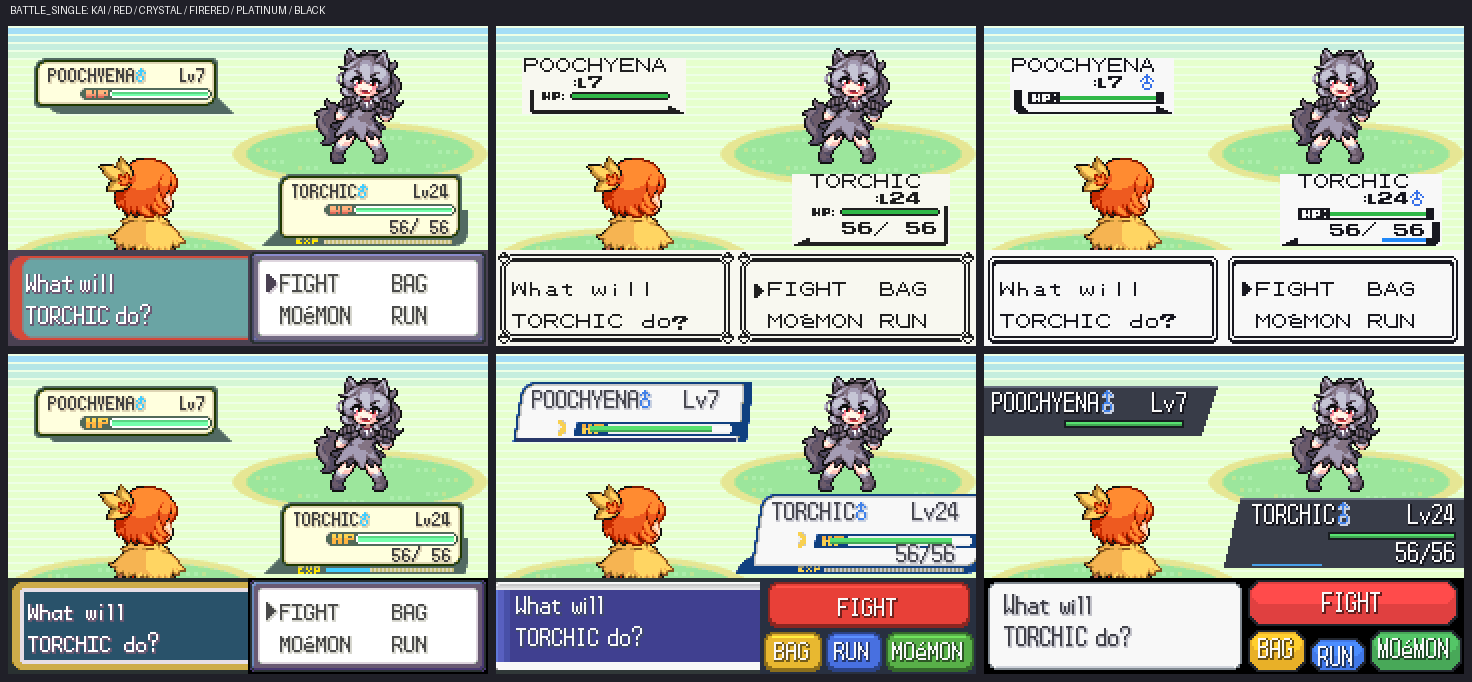 BATTLE_SINGLE: KAI / RED / CRYSTAL / FIRERED / PLATINUM / BLACK
POOCHYENA♂ Lv7
HP
TORCHIC♂ Lv24
HP
56/ 56
EXP
What will
TORCHIC do?
▶FIGHT BAG
MOéMON RUN
POOCHYENA
:L7
HP:
TORCHIC
:L24
HP:
56/ 56
What will
TORCHIC do?
▶FIGHT BAG
MOéMON RUN
POOCHYENA
:L7 ♂
HP:
TORCHIC
:L24♂
HP:
56/ 56
What will
TORCHIC do?
▶FIGHT BAG
MOéMON RUN
POOCHYENA♂ Lv7
HP
TORCHIC♂ Lv24
HP
56/ 56
EXP
What will
TORCHIC do?
▶FIGHT BAG
MOéMON RUN
POOCHYENA♂ Lv7
HP
TORCHIC♂ Lv24
HP
56/56
EXP
What will
TORCHIC do?
FIGHT
BAG RUN MOéMON
POOCHYENA♂ Lv7
TORCHIC♂ Lv24
56/56
What will
TORCHIC do?
FIGHT
BAG RUN MOéMON